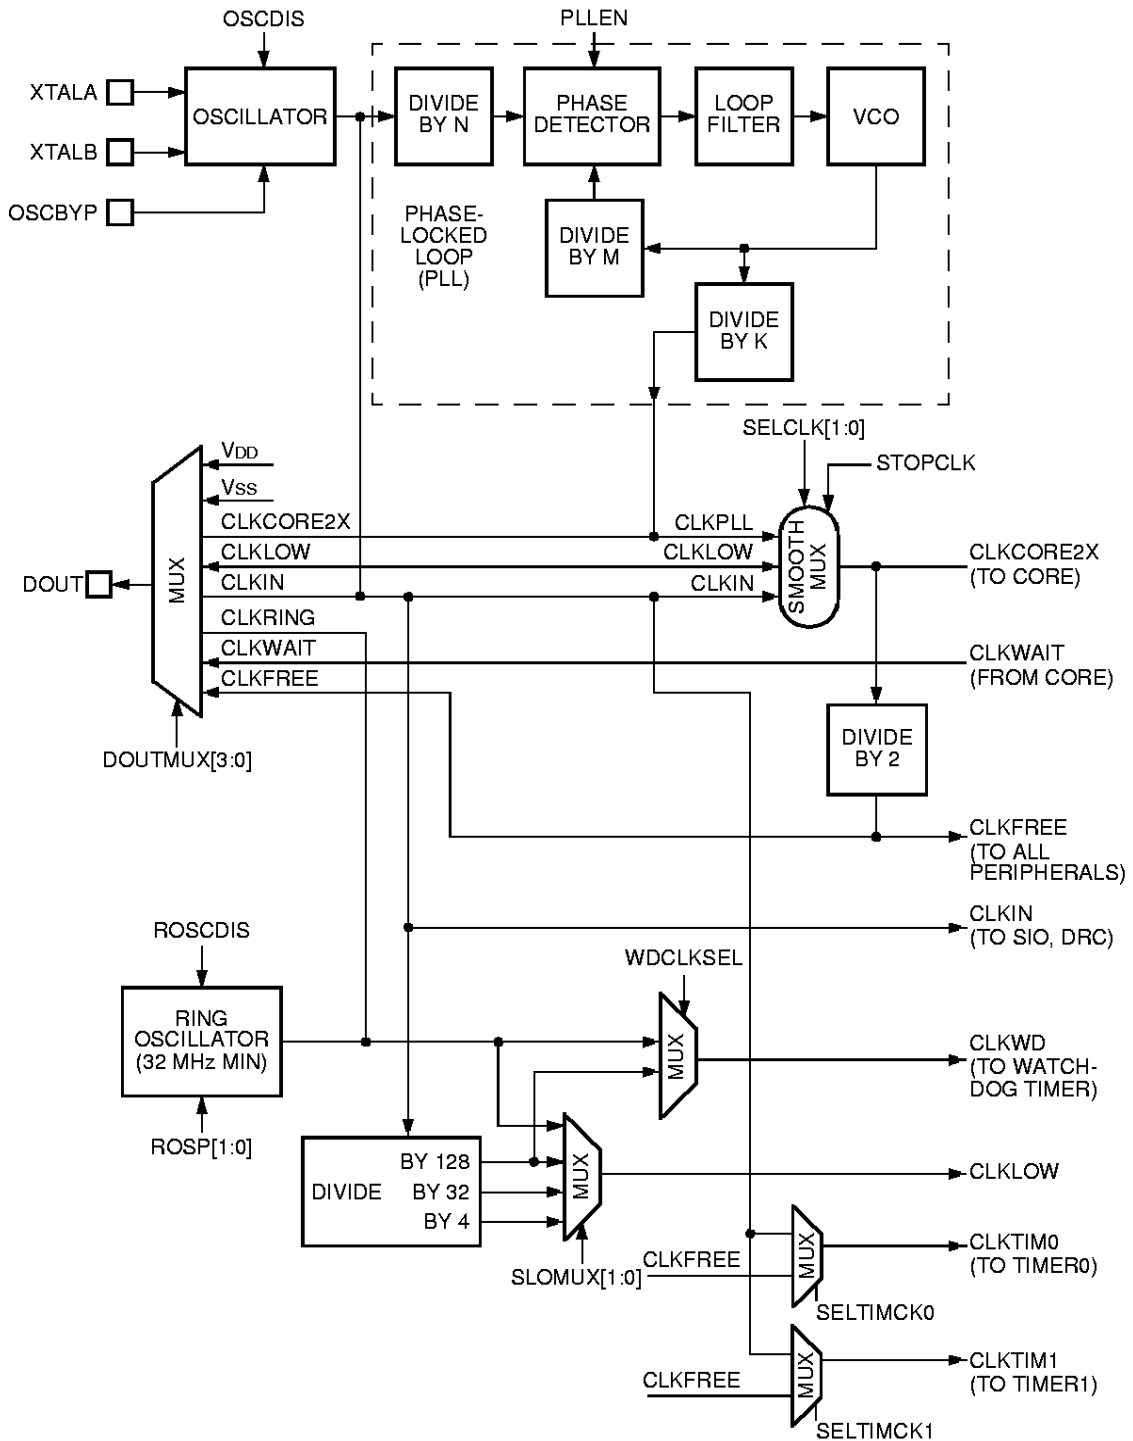 OSCDIS
PLLEN
XTALA
XTALB
OSCBYP
OSCILLATOR
DIVIDE
BY N
PHASE
DETECTOR
LOOP
FILTER
VCO
PHASE-
LOCKED
LOOP
(PLL)
DIVIDE
BY M
DIVIDE
BY K
SELCLK[1:0]
STOPCLK
VDD
VSS
CLKCORE2X
CLKPLL
CLKLOW
CLKLOW
CLKIN
CLKIN
CLKRING
CLKWAIT
CLKFREE
MUX
DOUT
DOUTMUX[3:0]
SMOOTH
MUX
CLKCORE2X
(TO CORE)
CLKWAIT
(FROM CORE)
DIVIDE
BY 2
CLKFREE
(TO ALL
PERIPHERALS)
CLKIN
(TO SIO, DRC)
ROSCDIS
RING
OSCILLATOR
(32 MHz MIN)
ROSP[1:0]
WDCLKSEL
MUX
CLKWD
(TO WATCH-
DOG TIMER)
DIVIDE
BY 128
BY 32
BY 4
MUX
SLOMUX[1:0]
CLKLOW
CLKFREE
MUX
SELTIMCK0
CLKTIM0
(TO TIMER0)
CLKFREE
MUX
SELTIMCK1
CLKTIM1
(TO TIMER1)